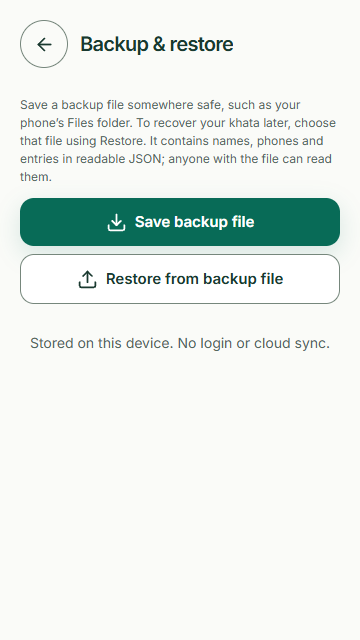 Backup & restore
Save a backup file somewhere safe, such as your
phone's Files folder. To recover your khata later, choose
that file using Restore. It contains names, phones and
entries in readable JSON; anyone with the file can read
them.
Save backup file
Restore from backup file
Stored on this device. No login or cloud sync.